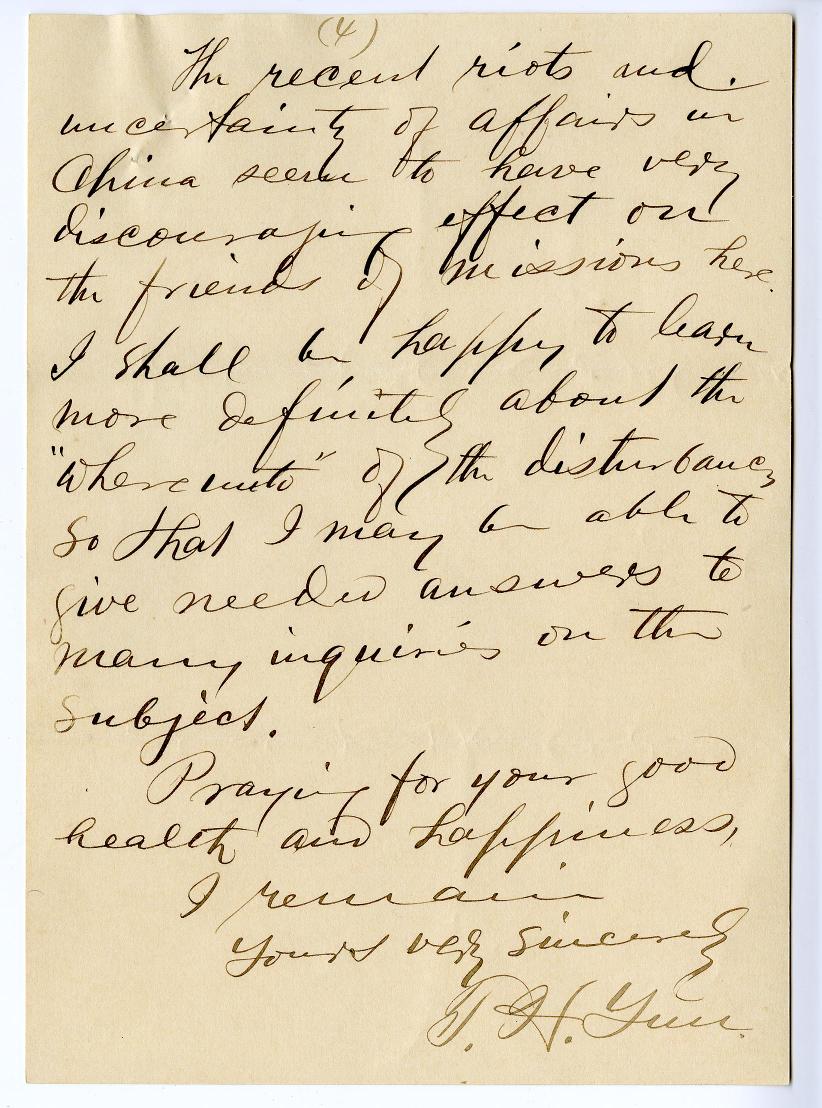 (4)
The recent riots and
uncertainty of affairs in
China seem to have very
discouraging effect on
the friends of missions here.
I shall be happy to learn
more definitely about the
"whereunto" of the disturbance,
so that I may be able to
give needed answers to
many inquiries on the
subject.
Praying for your good
health and happiness,
I remain
Yours very sincerely
T. H. Yun.